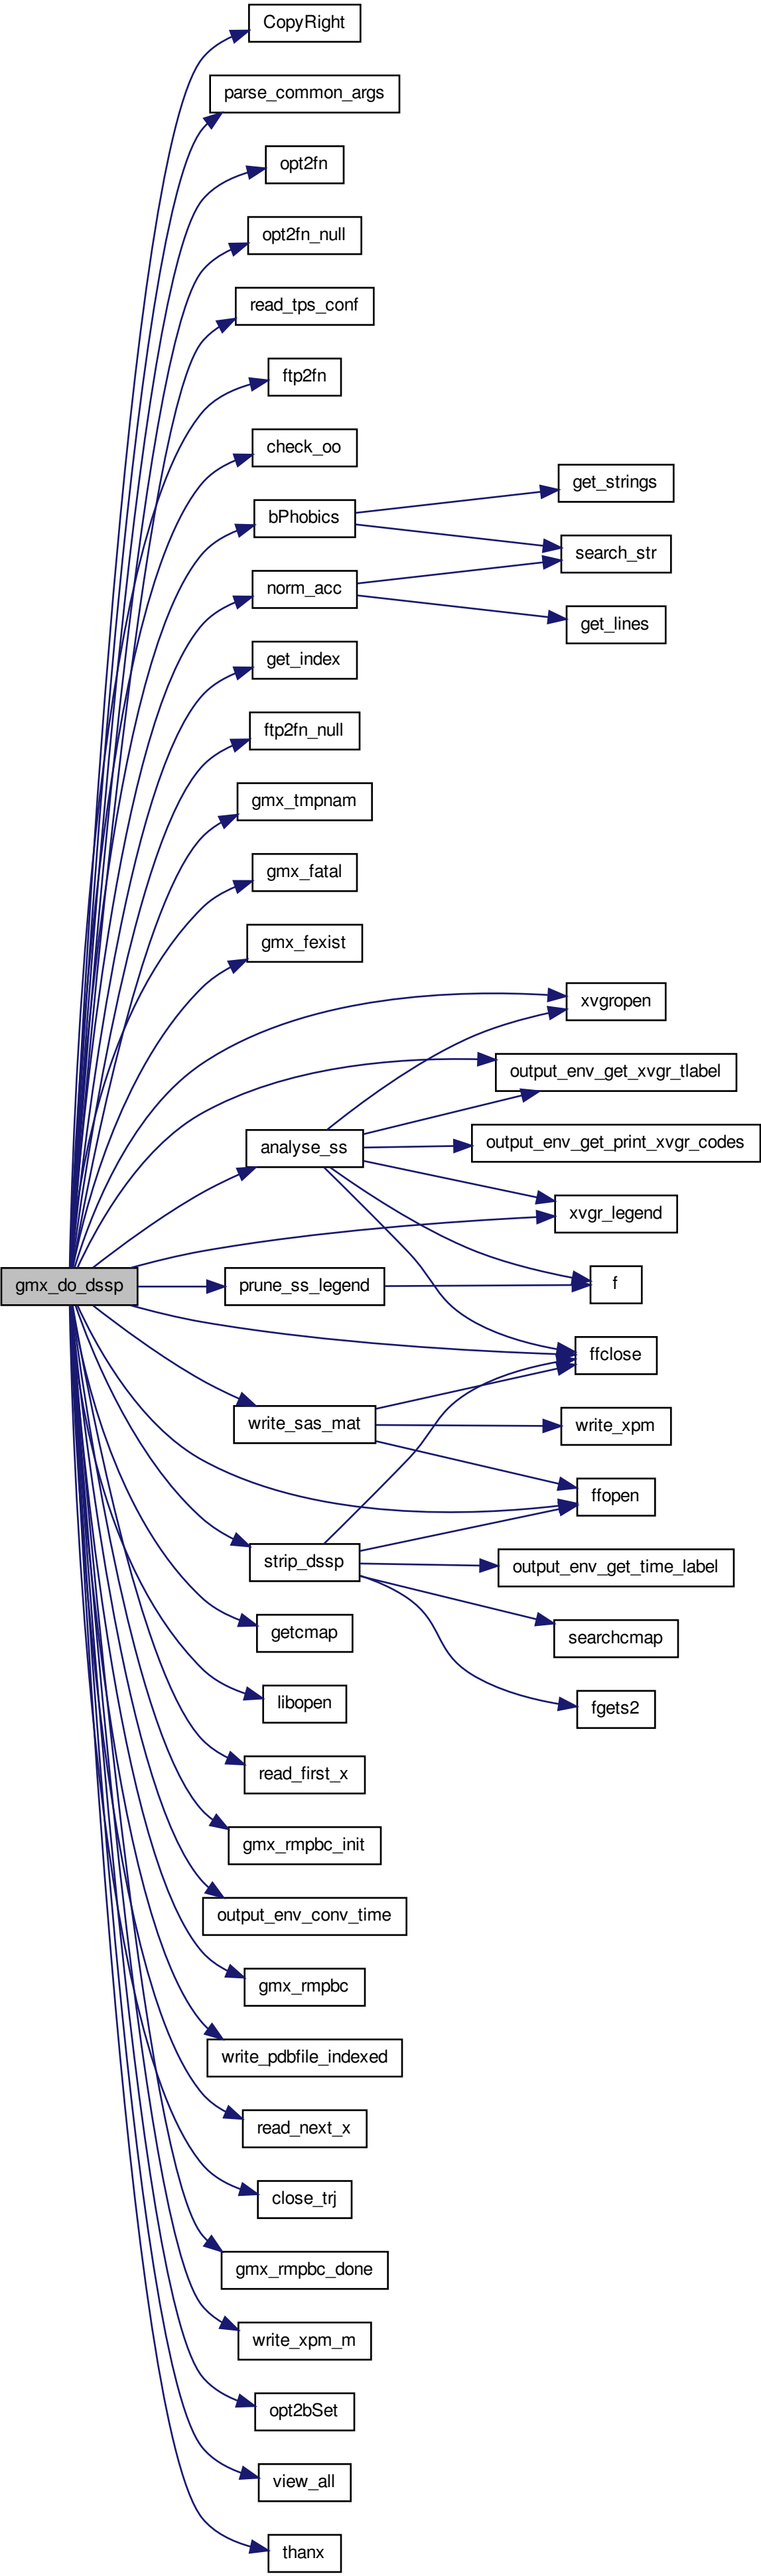 CopyRight
parse_common_args
opt2fn
opt2fn_null
read_tps_conf
ftp2fn
check_oo
bPhobics
get_strings
search_str
norm_acc
get_lines
get_index
ftp2fn_null
gmx_tmpnam
gmx_fatal
gmx_fexist
xvgropen
output_env_get_xvgr_tlabel
analyse_ss
output_env_get_print_xvgr_codes
xvgr_legend
gmx_do_dssp
prune_ss_legend
f
ffclose
write_sas_mat
write_xpm
ffopen
strip_dssp
output_env_get_time_label
getcmap
searchcmap
libopen
fgets2
read_first_x
gmx_rmpbc_init
output_env_conv_time
gmx_rmpbc
write_pdbfile_indexed
read_next_x
close_trj
gmx_rmpbc_done
write_xpm_m
opt2bSet
view_all
thanx